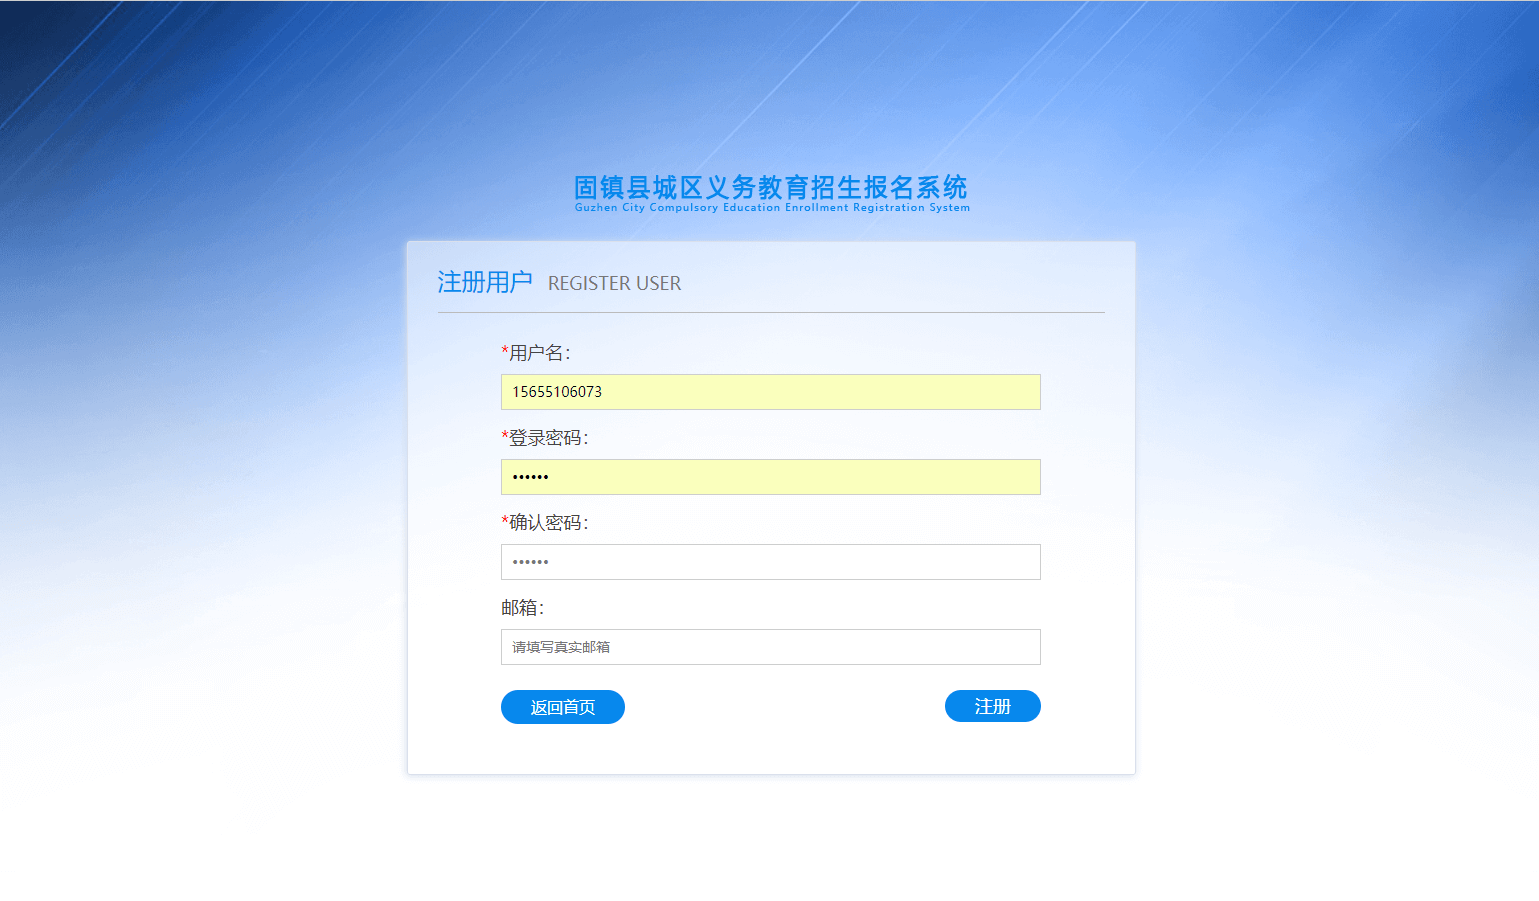 固镇县城区义务教育招生报名系统
Guzhen City Compulsory Education Enrollment Registration System
注册用户 REGISTER USER
*用户名：
15655106073
*登录密码：
••••••
*确认密码：
••••••
邮箱：
请填写真实邮箱
返回首页 注册